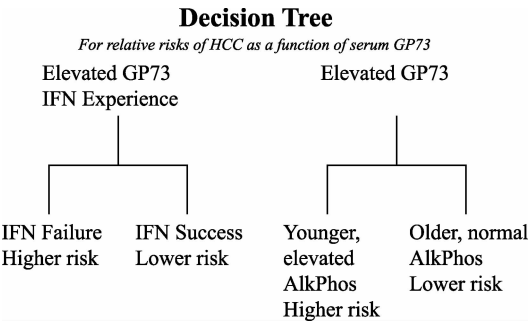 Decision Tree
For relative risks of HCC as a function of serum GP73
Elevated GP73
IFN Experience
Elevated GP73
IFN Failure
Higher risk
IFN Success
Lower risk
Younger,
elevated
AlkPhos
Higher risk
Older, normal
AlkPhos
Lower risk